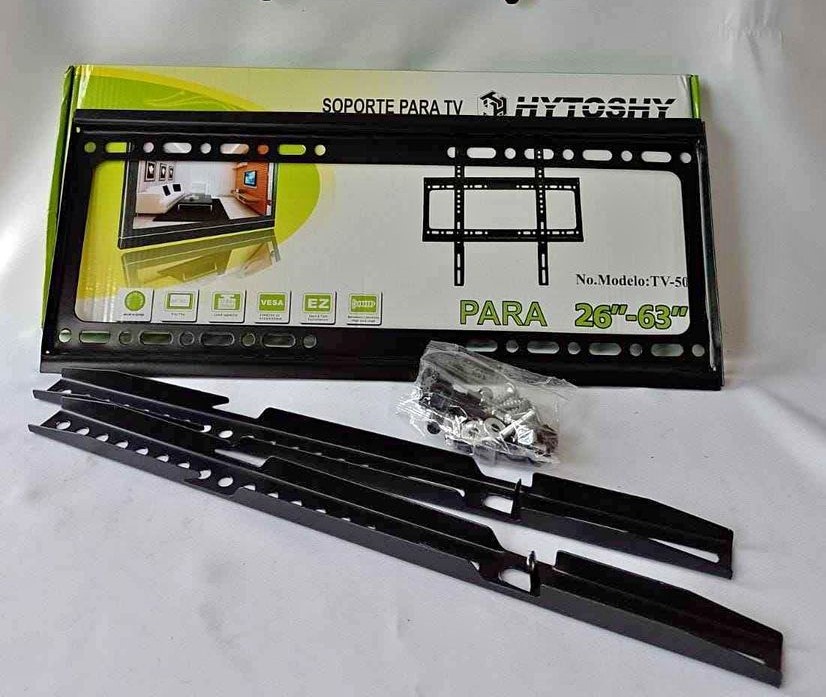 SOPORTE PARA TV HYTOSHY
No.Modelo:TV-50
VESA
EZ
PARA 26"-63"